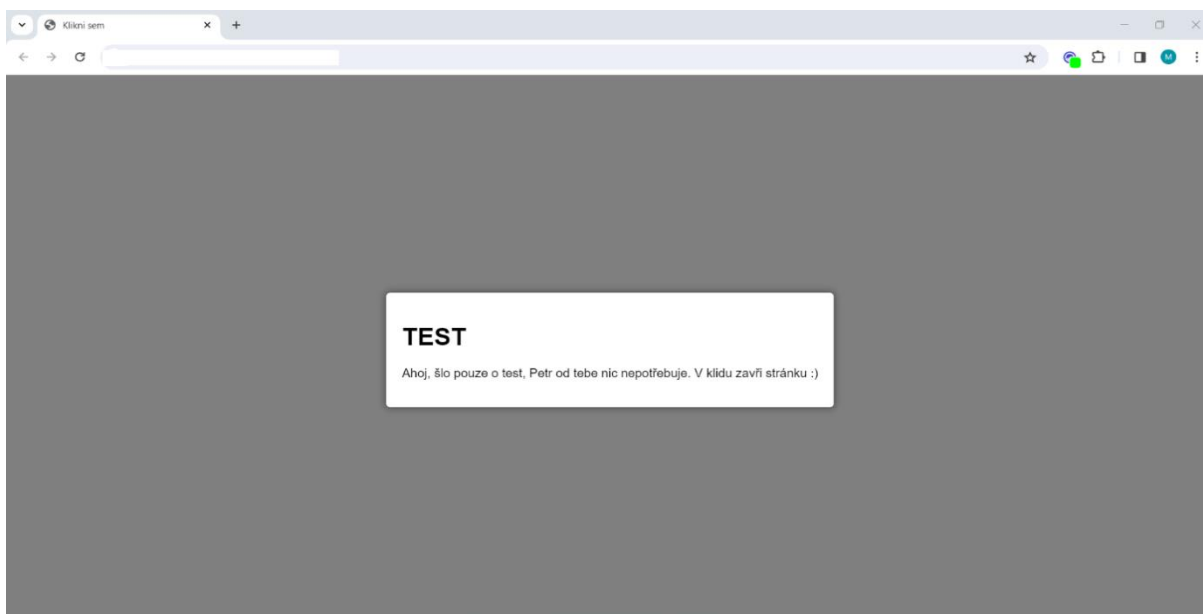 Klikni sem
M
TEST
Ahoj, šlo pouze o test, Petr od tebe nic nepotřebuje. V klidu zavři stránku :)